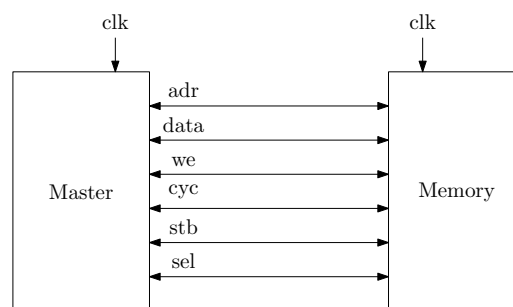 clk
clk
adr
data
we
cyc
stb
sel
Master
Memory